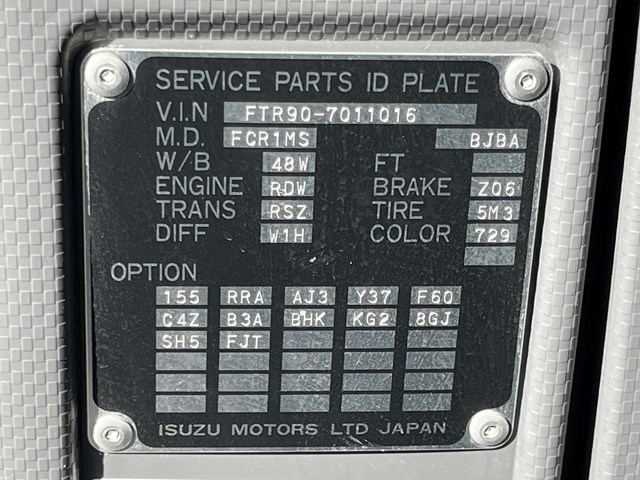 SERVICE PARTS ID PLATE
V.I.N FTR90-7011016
M.D. FCR1MS BJBA
W/B 48W FT
ENGINE RDW BRAKE ZQ6
TRANS RSZ TIRE 5M3
DIFF W1H COLOR 729
OPTION
155 RRA AJ3 Y37 F60
C4Z B3A BHK KG2 8GJ
SH5 FJT
ISUZU MOTORS LTD JAPAN